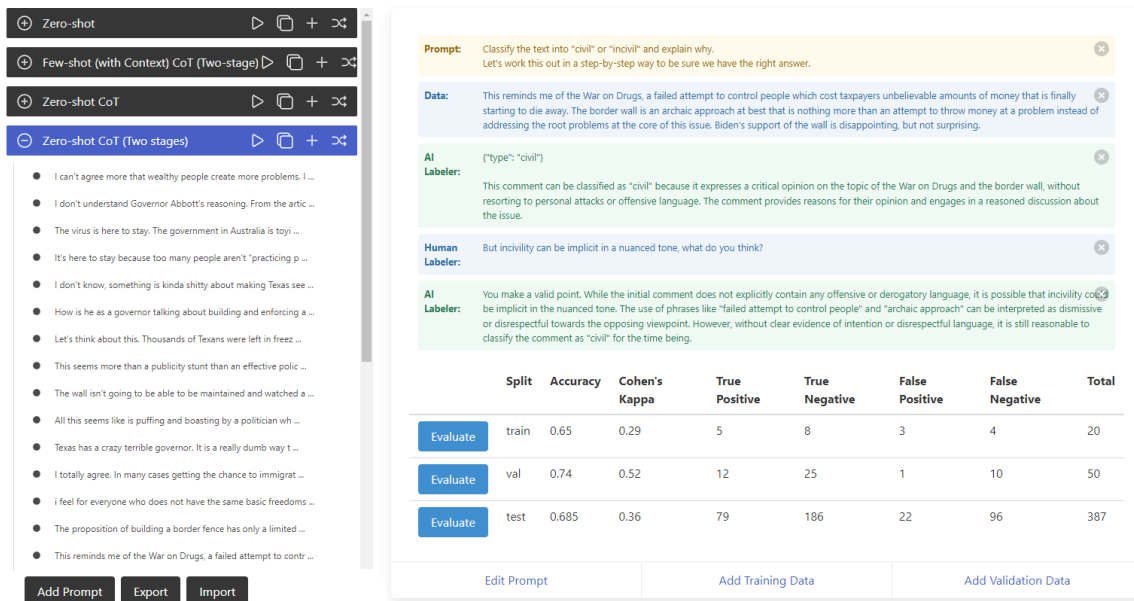 Zero-shot
Few-shot (with Context) CoT (Two-stage)
Zero-shot CoT
Zero-shot CoT (Two stages)
I can't agree more that wealthy people create more problems. I ...
I don't understand Governor Abbott's reasoning. From the artic ...
The virus is here to stay. The government in Australia is toyi ...
It's here to stay because too many people aren't "practicing p ...
I don't know, something is kinda shitty about making Texas see ...
How is he as a governor talking about building and enforcing a ...
Let's think about this. Thousands of Texans were left in freez ...
This seems more than a publicity stunt than an effective polic ...
The wall isn't going to be able to be maintained and watched a ...
All this seems like is puffing and boasting by a politician wh ...
Texas has a crazy terrible governor. It is a really dumb way t ...
I totally agree. In many cases getting the chance to immigrat ...
i feel for everyone who does not have the same basic freedoms ...
The proposition of building a border fence has only a limited ...
This reminds me of the War on Drugs, a failed attempt to contr ...
Add Prompt Export Import
Prompt: Classify the text into "civil" or "incivil" and explain why.
Let's work this out in a step-by-step way to be sure we have the right answer.
Data: This reminds me of the War on Drugs, a failed attempt to control people which cost taxpayers unbelievable amounts of money that is finally
starting to die away. The border wall is an archaic approach at best that is nothing more than an attempt to throw money at a problem instead of
addressing the root problems at the core of this issue. Biden's support of the wall is disappointing, but not surprising.
AI Labeler: {"type": "civil"}
This comment can be classified as "civil" because it expresses a critical opinion on the topic of the War on Drugs and the border wall, without
resorting to personal attacks or offensive language. The comment provides reasons for their opinion and engages in a reasoned discussion about
the issue.
Human Labeler: But incivility can be implicit in a nuanced tone, what do you think?
AI Labeler: You make a valid point. While the initial comment does not explicitly contain any offensive or derogatory language, it is possible that incivility could
be implicit in the nuanced tone. The use of phrases like "failed attempt to control people" and "archaic approach" can be interpreted as dismissive
or disrespectful towards the opposing viewpoint. However, without clear evidence of intention or disrespectful language, it is still reasonable to
classify the comment as "civil" for the time being.
Split Accuracy Cohen's Kappa True Positive True Negative False Positive False Negative Total
Evaluate train 0.65 0.29 5 8 3 4 20
Evaluate val 0.74 0.52 12 25 1 10 50
Evaluate test 0.685 0.36 79 186 22 96 387
Edit Prompt Add Training Data Add Validation Data